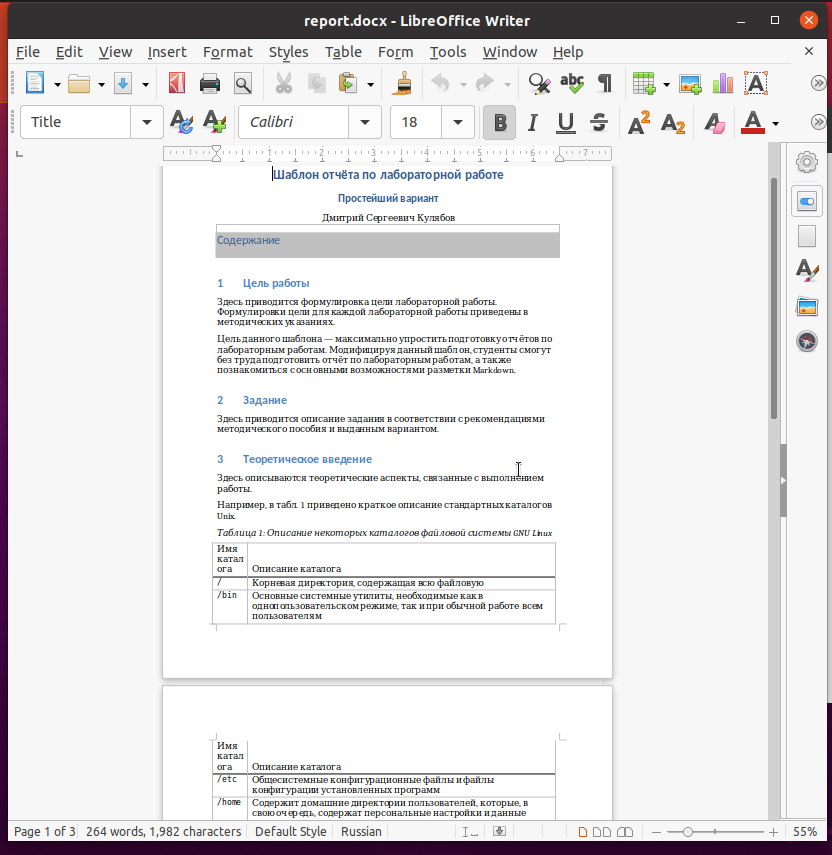 report.docx - LibreOffice Writer
File Edit View Insert Format Styles Table Form Tools Window Help
Title Calibri 18
1 2 3 4 5 6 7
Шаблон отчёта по лабораторной работе
Простейший вариант
Дмитрий Сергеевич Кулябов
Содержание
1 Цель работы
Здесь приводится формулировка цели лабораторной работы.
Формулировки цели для каждой лабораторной работы приведены в
методических указаниях.
Цель данного шаблона — максимально упростить подготовку отчётов по
лабораторным работам. Модифицируя данный шаблон, студенты смогут
без труда подготовить отчёт по лабораторным работам, а также
познакомиться с основными возможностями разметки Markdown.
2 Задание
Здесь приводится описание задания в соответствии с рекомендациями
методического пособия и выданным вариантом.
3 Теоретическое введение
Здесь описываются теоретические аспекты, связанные с выполнением
работы.
Например, в табл. 1 приведено краткое описание стандартных каталогов
Unix.
Таблица 1: Описание некоторых каталогов файловой системы GNU Linux
Имя
катал
ога Описание каталога
/ Корневая директория, содержащая всю файловую
/bin Основные системные утилиты, необходимые как в
однопользовательском режиме, так и при обычной работе всем
пользователям
Имя
катал
ога Описание каталога
/etc Общесистемные конфигурационные файлы и файлы
конфигурации установленных программ
/home Содержит домашние директории пользователей, которые, в
свою очередь, содержат персональные настройки и данные
Page 1 of 3 264 words, 1,982 characters Default Style Russian 55%